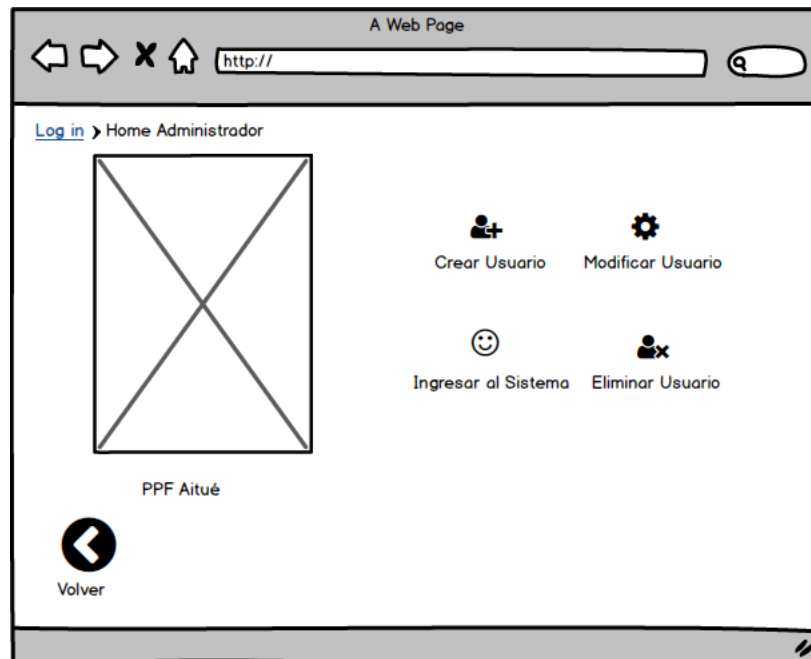 A Web Page
http://
Log in Home Administrador
Crear Usuario Modificar Usuario
Ingresar al Sistema Eliminar Usuario
PPF Aitué
Volver